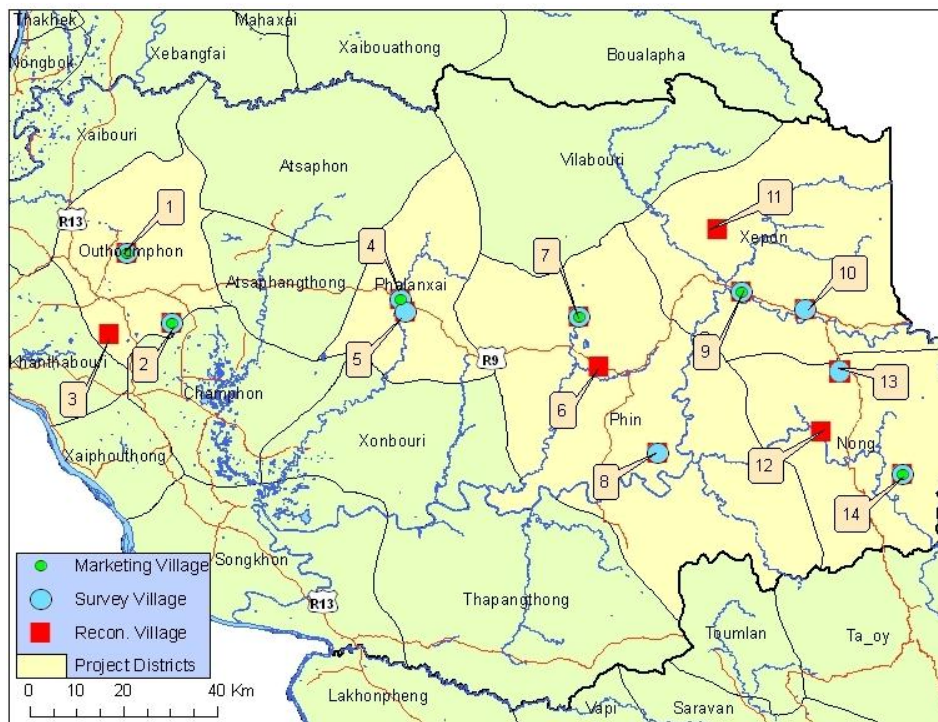 Thakhek
Mahaxai
Nongbok
Xebangfai
Xaibouathong
Boualapha
Xaibouri
Atsaphon
Vilabouri
1
R13
Outhoumphon
4
7
11
Xepon
Atsaphangthong
Phalanxai
10
Khanthabouri
3
2
5
R9
9
13
Champhon
6
Phin
Xaiphouthong
Xonbouri
8
12
Nong
14
Songkhon
R13
Thapangthong
Toumlan
Ta_oy
Lakhonpheng
Vapi
Saravan
Marketing Village
Survey Village
Recon. Village
Project Districts
0 10 20 40 Km